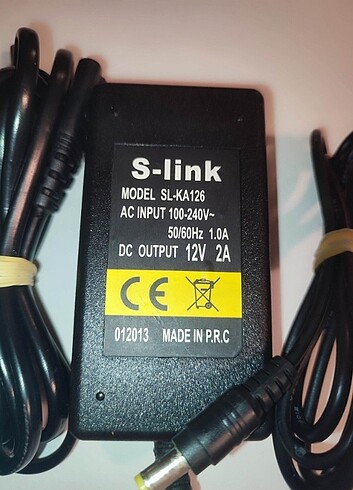 S-link
MODEL SL-KA126
AC INPUT 100-240V~
50/60Hz 1.0A
DC OUTPUT 12V 2A
CE
012013 MADE IN P.R.C